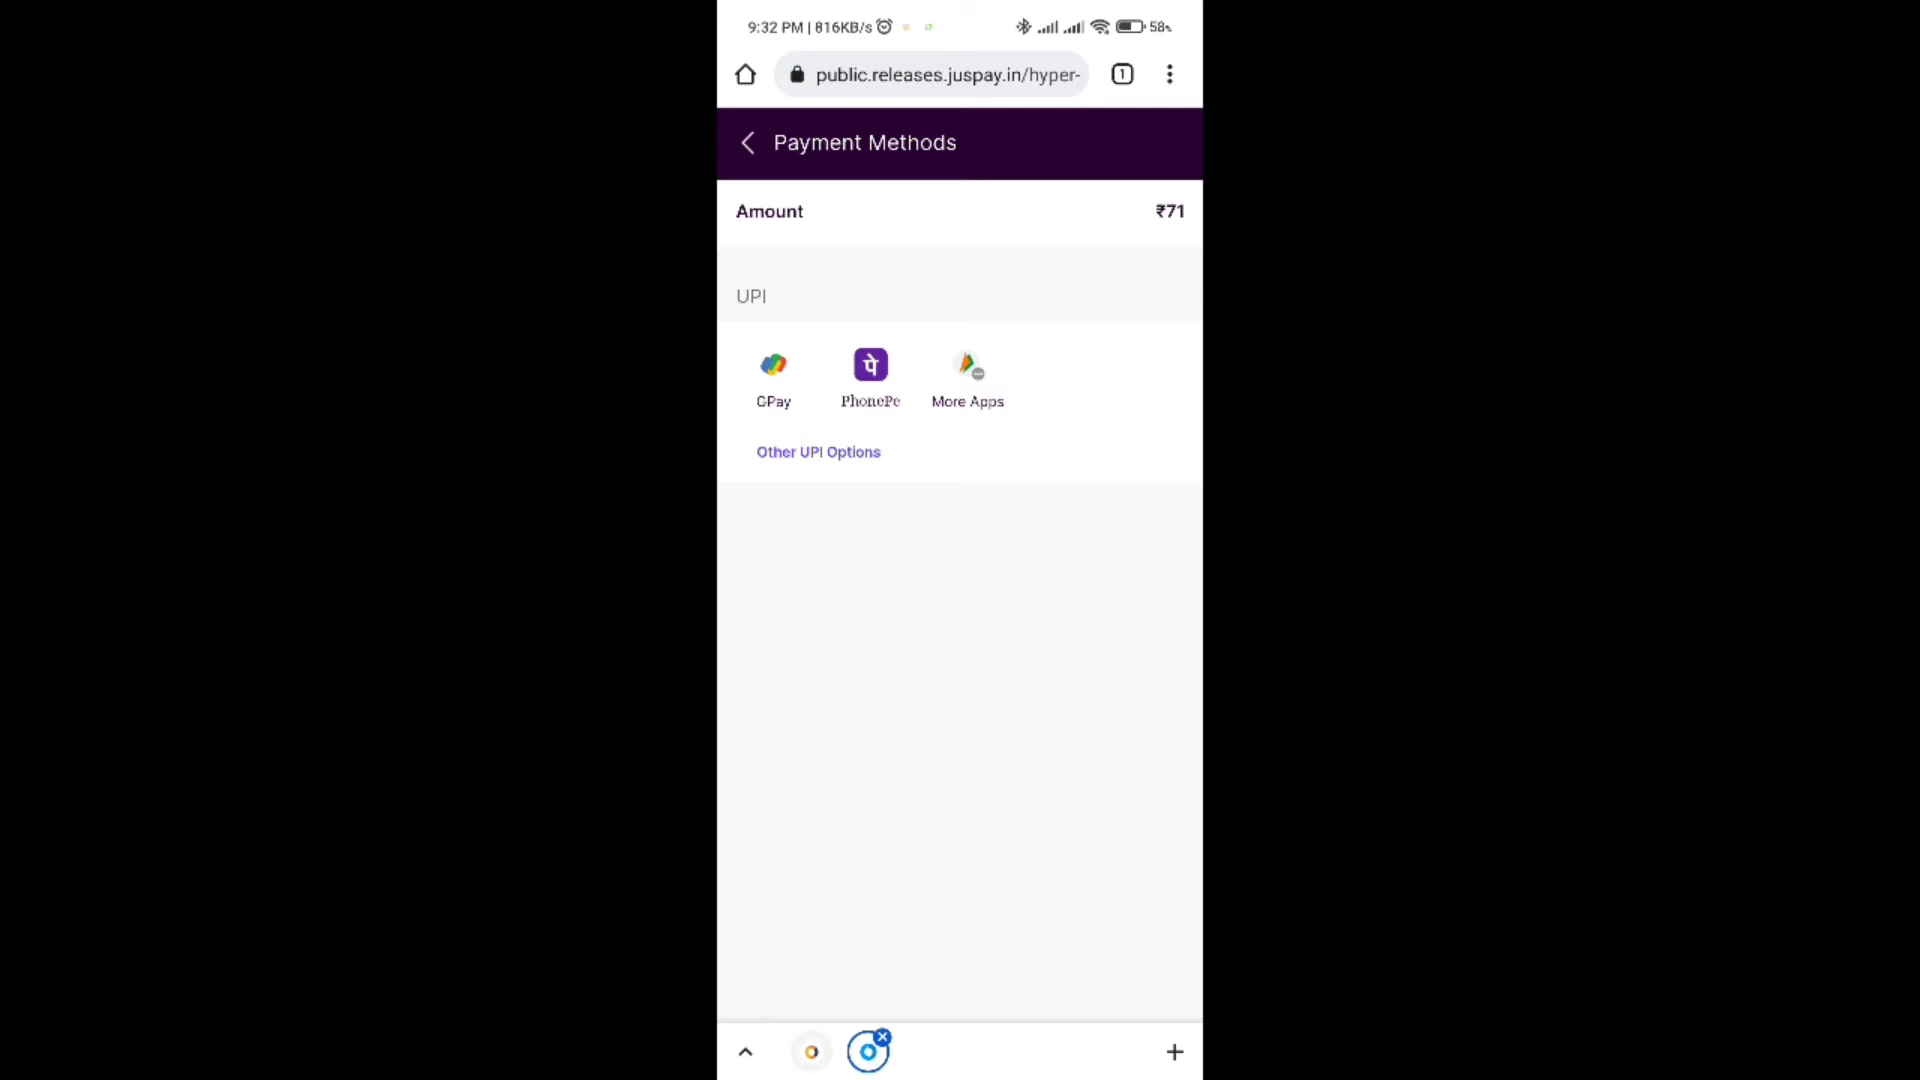 9:32 PM | 816KB/s 58%
public.releases.juspay.in/hyper- 1
Payment Methods
Amount ₹71
UPI
पे
GPay PhonePe More Apps
Other UPI Options